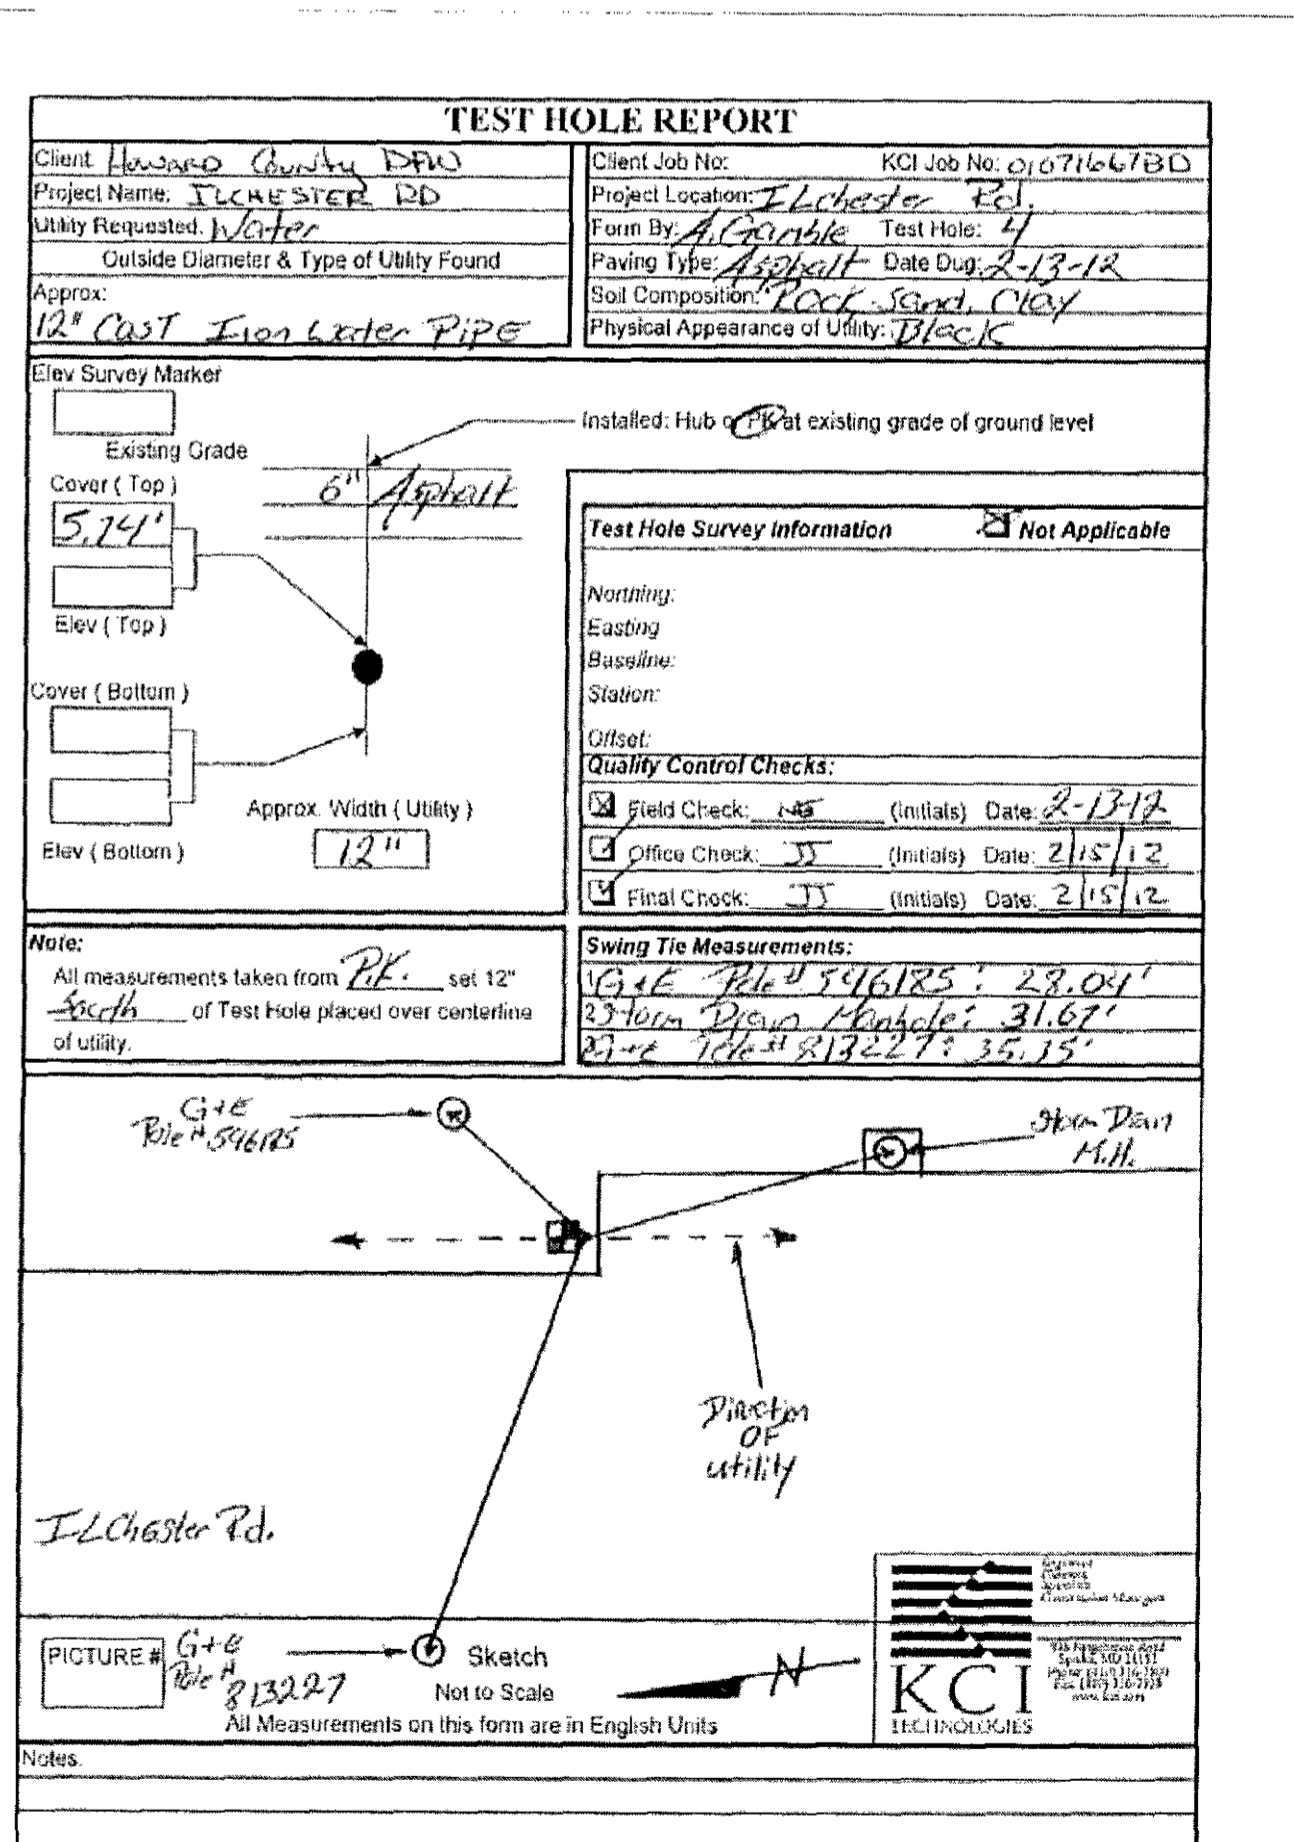 TEST HOLE REPORT
Client Howard County DPW
Project Name: ILCHESTER RD
Utility Requested. Water
Outside Diameter & Type of Utility Found
Approx:
12" Cast Iron Water PIPE
Client Job No: KCI Job No: 01071667BD
Project Location: ILchester Rd.
Form By: A. Gamble Test Hole: 4
Paving Type: Asphalt Date Dug: 2-13-12
Soil Composition: Rock, Sand, Clay
Physical Appearance of Utility: Black
Elev Survey Marker
Installed: Hub or PK at existing grade of ground level
Existing Grade
Cover ( Top )
6" Asphalt
5.74'
Elev ( Top )
Cover ( Bottom )
Approx. Width ( Utility )
Elev ( Bottom )
12"
Test Hole Survey Information Not Applicable
Northing:
Easting
Baseline:
Station:
Offset:
Quality Control Checks:
Field Check: (Initials) Date: 2-13-12
Office Check: JJ (Initials) Date: 2/15/12
Final Check: JJ (Initials) Date: 2/15/12
Note:
All measurements taken from P.K. set 12"
South of Test Hole placed over centerline
of utility.
Swing Tie Measurements:
1 G+E Pole # 546185: 28.04'
2 Storm Drain Manhole: 31.67'
3 G+E Pole # 813227: 35.35'
G+E
Pole # 546185
Storm Drain
M.H.
Direction
OF
utility
ILChester Rd.
PICTURE #
G+E
Pole #
813227
Sketch
Not to Scale
N
All Measurements on this form are in English Units
KCI
TECHNOLOGIES
Engineers
Planners
Scientists
Construction Managers
Notes.